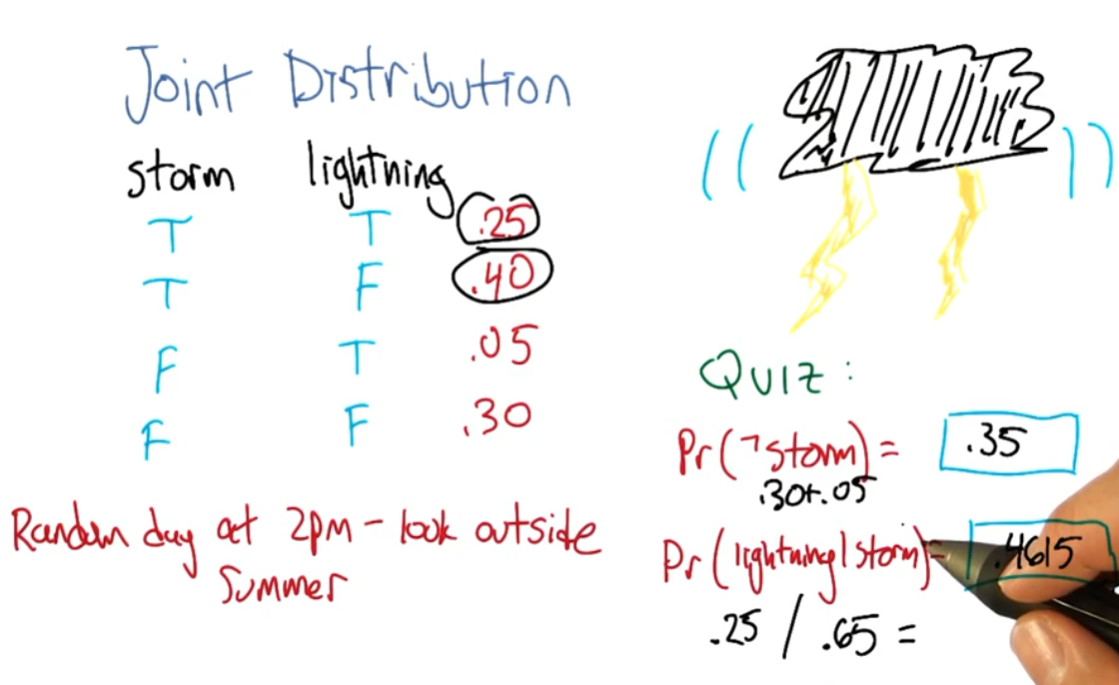 Joint Distribution
storm lightning
T T .25
T F .40
F T .05
F F .30
Random day at 2pm - look outside
Summer
Quiz:
Pr(¬storm) = .35
.30+.05
Pr(lightning|storm)= .4615
.25 / .65 =